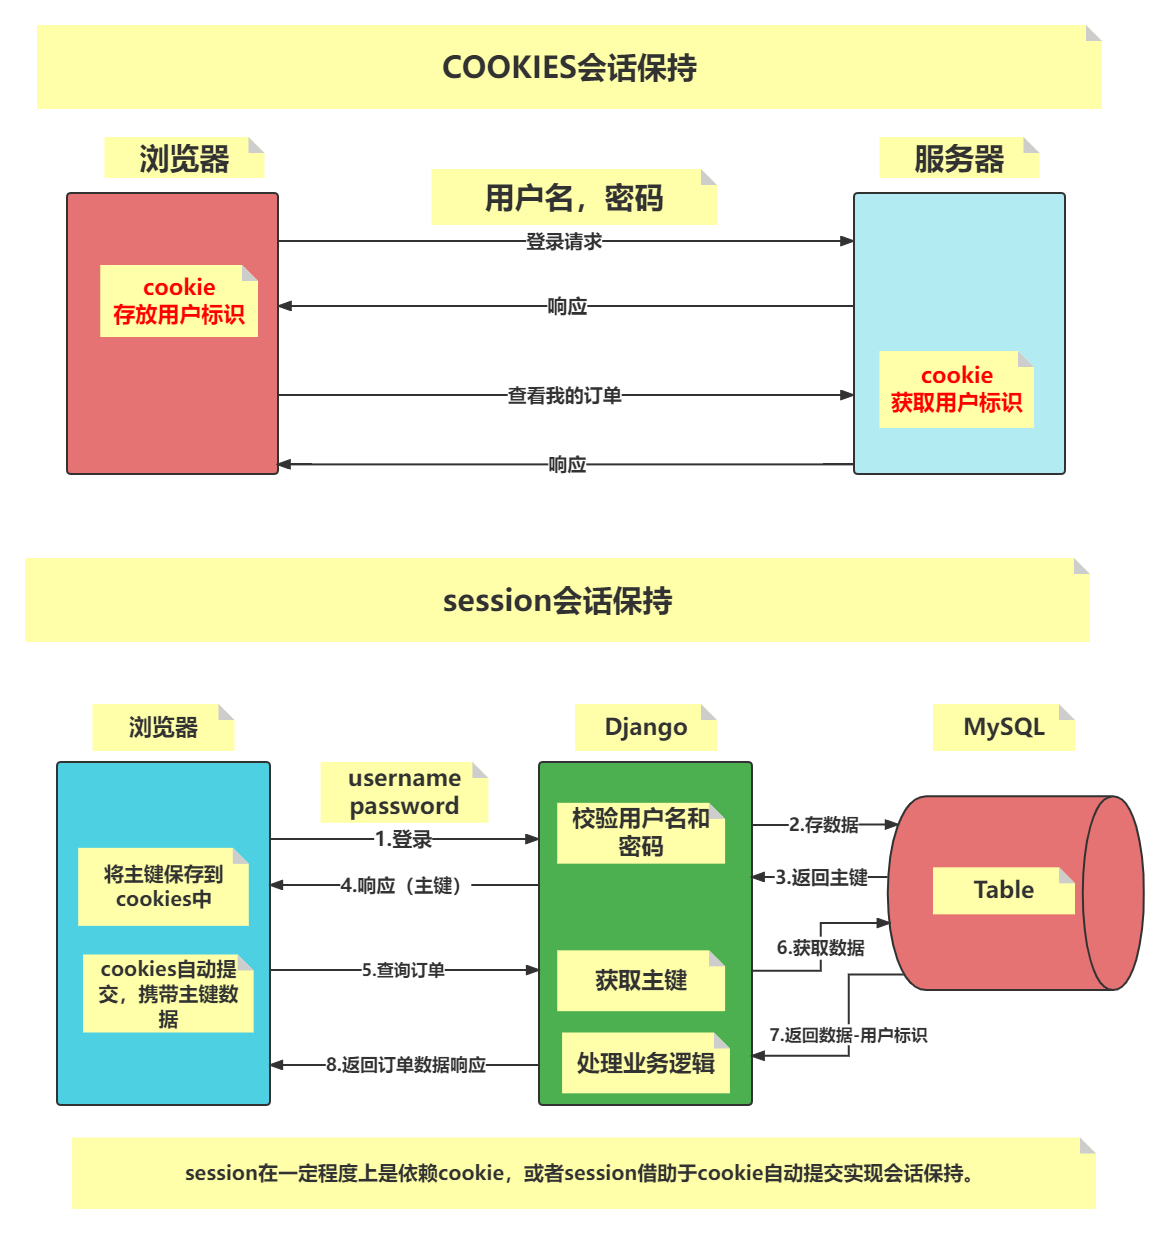 COOKIES会话保持
浏览器
服务器
用户名，密码
登录请求
cookie
存放用户标识
响应
cookie
获取用户标识
查看我的订单
响应
session会话保持
浏览器
Django
MySQL
username
password
1.登录
校验用户名和
密码
2.存数据
将主键保存到
cookies中
4.响应（主键）
3.返回主键
Table
cookies自动提
交，携带主键数
据
5.查询订单
获取主键
6.获取数据
7.返回数据-用户标识
8.返回订单数据响应
处理业务逻辑
session在一定程度上是依赖cookie，或者session借助于cookie自动提交实现会话保持。